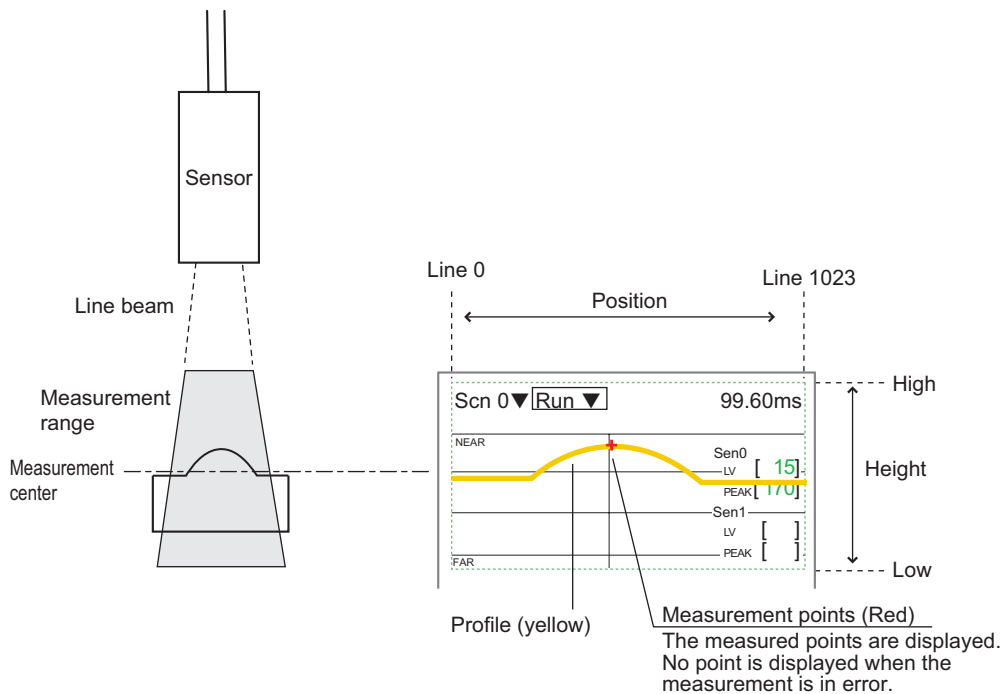 Sensor
Line beam
Measurement
range
Measurement
center
Line 0
Line 1023
Position
High
Scn 0▼ Run ▼ 99.60ms
NEAR
Sen0
LV [ 15]
PEAK[ 170]
Height
Sen1
LV [ ]
PEAK [ ]
FAR
Low
Profile (yellow)
Measurement points (Red)
The measured points are displayed.
No point is displayed when the
measurement is in error.